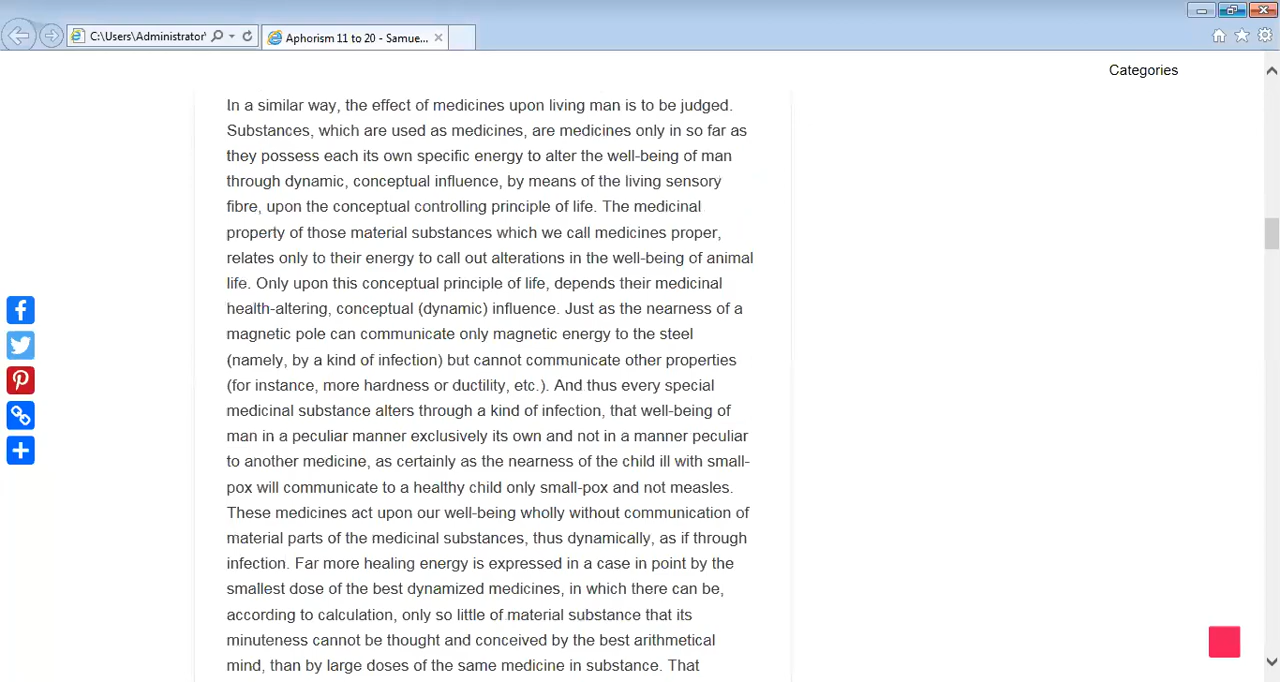 C:\Users\Administrator'
Aphorism 11 to 20 - Samue...
Categories
In a similar way, the effect of medicines upon living man is to be judged.
Substances, which are used as medicines, are medicines only in so far as
they possess each its own specific energy to alter the well-being of man
through dynamic, conceptual influence, by means of the living sensory
fibre, upon the conceptual controlling principle of life. The medicinal
property of those material substances which we call medicines proper,
relates only to their energy to call out alterations in the well-being of animal
life. Only upon this conceptual principle of life, depends their medicinal
health-altering, conceptual (dynamic) influence. Just as the nearness of a
magnetic pole can communicate only magnetic energy to the steel
(namely, by a kind of infection) but cannot communicate other properties
(for instance, more hardness or ductility, etc.). And thus every special
medicinal substance alters through a kind of infection, that well-being of
man in a peculiar manner exclusively its own and not in a manner peculiar
to another medicine, as certainly as the nearness of the child ill with small-
pox will communicate to a healthy child only small-pox and not measles.
These medicines act upon our well-being wholly without communication of
material parts of the medicinal substances, thus dynamically, as if through
infection. Far more healing energy is expressed in a case in point by the
smallest dose of the best dynamized medicines, in which there can be,
according to calculation, only so little of material substance that its
minuteness cannot be thought and conceived by the best arithmetical
mind, than by large doses of the same medicine in substance. That